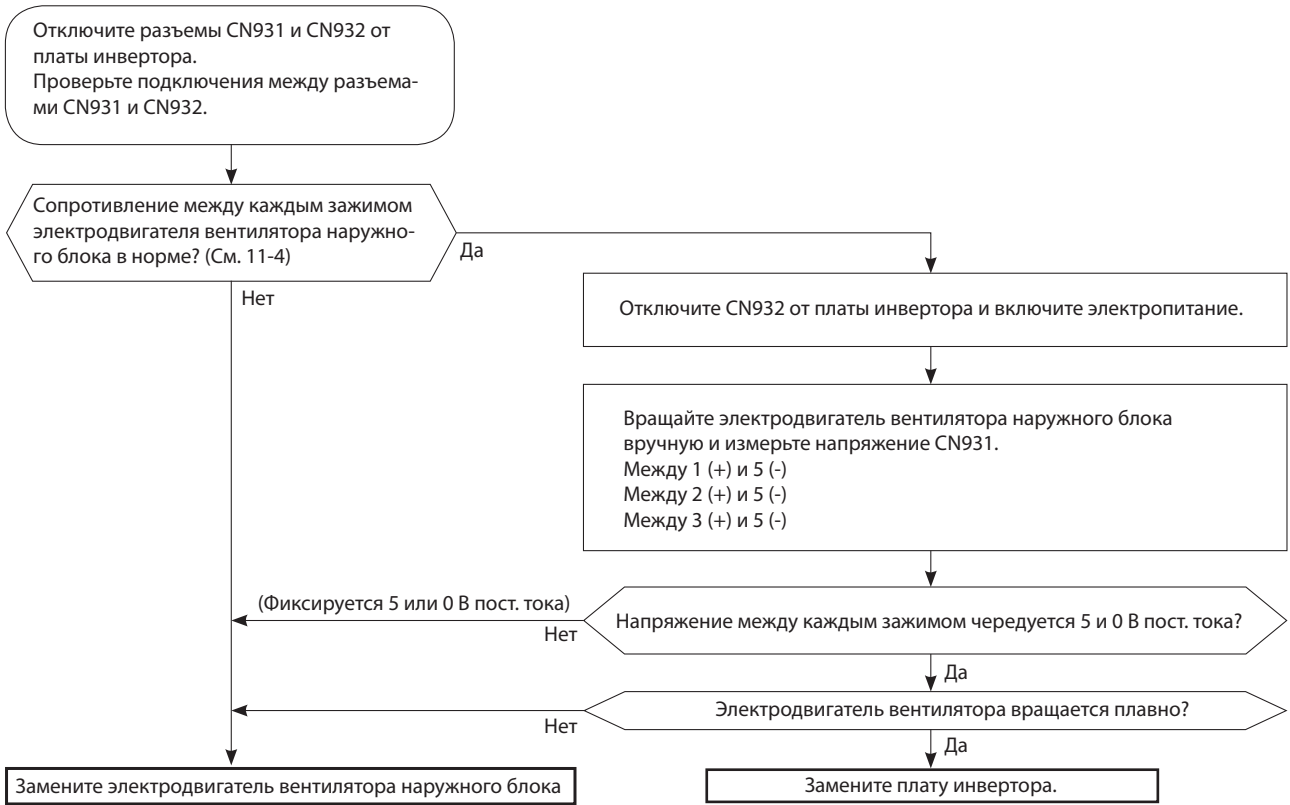 Отключите разъемы CN931 и CN932 от
платы инвертора.
Проверьте подключения между разъема-
ми CN931 и CN932.
Сопротивление между каждым зажимом
электродвигателя вентилятора наружно-
го блока в норме? (См. 11-4)
Да
Нет
Отключите CN932 от платы инвертора и включите электропитание.
Вращайте электродвигатель вентилятора наружного блока
вручную и измерьте напряжение CN931.
Между 1 (+) и 5 (-)
Между 2 (+) и 5 (-)
Между 3 (+) и 5 (-)
(Фиксируется 5 или 0 В пост. тока)
Нет
Напряжение между каждым зажимом чередуется 5 и 0 В пост. тока?
Да
Нет
Электродвигатель вентилятора вращается плавно?
Да
Замените электродвигатель вентилятора наружного блока
Замените плату инвертора.